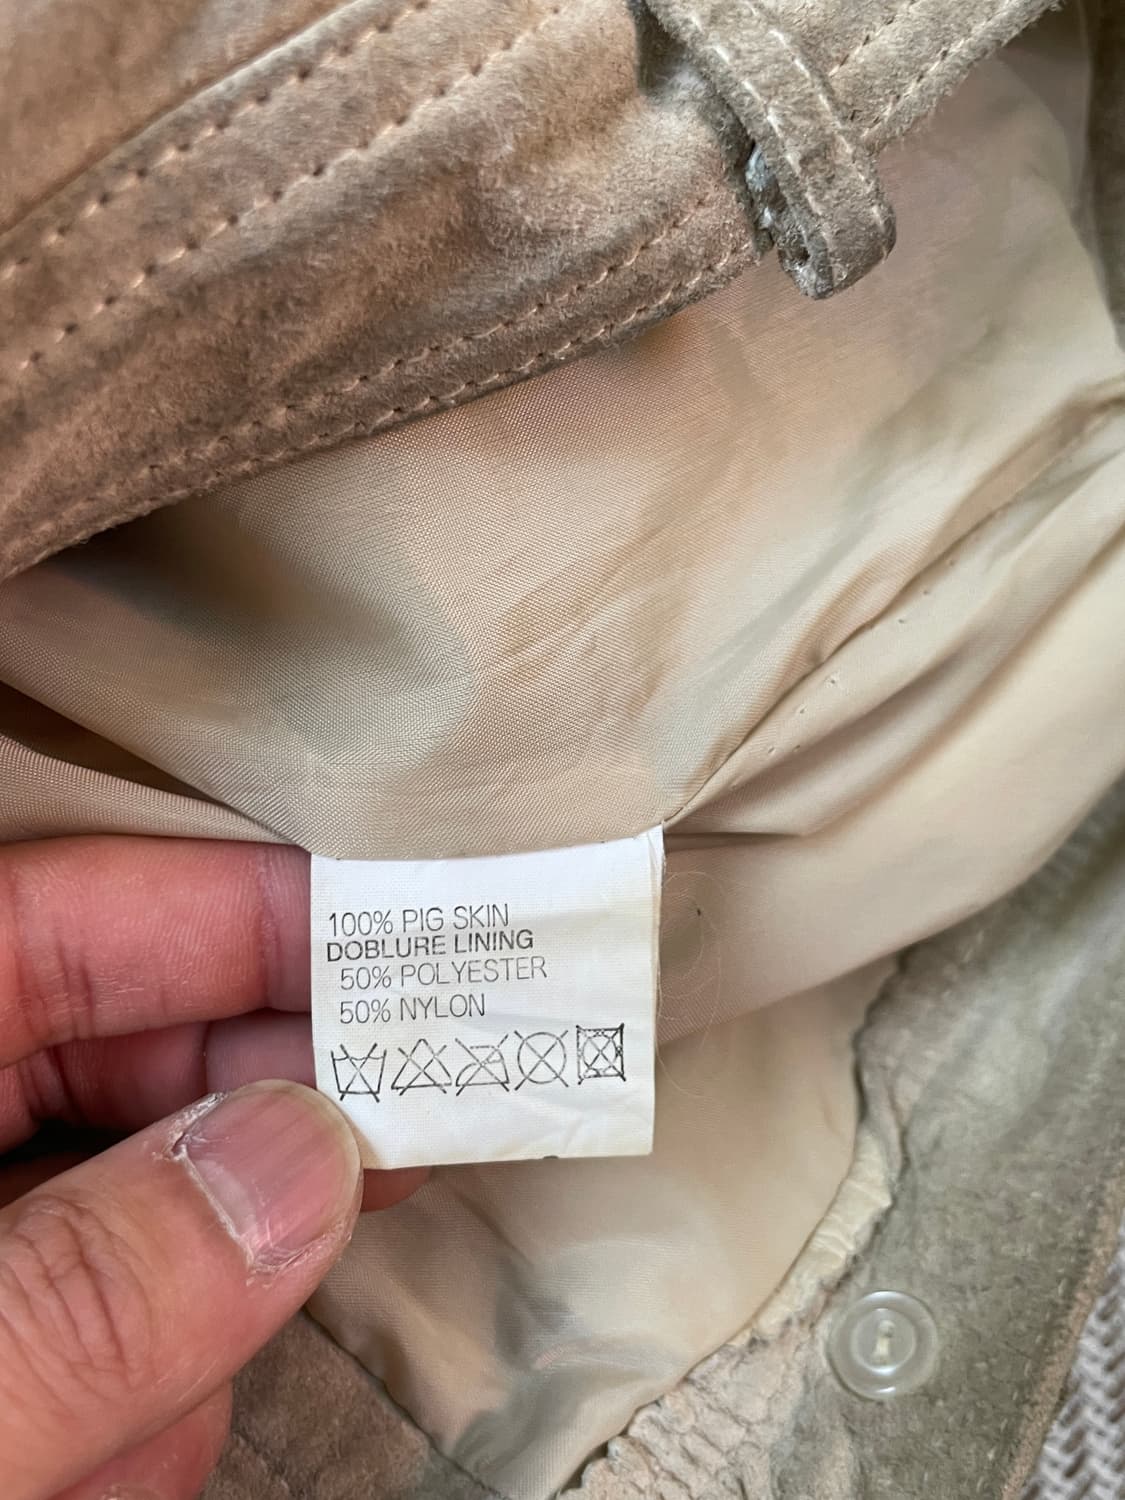 100% PIG SKIN
DOBLURE LINING
50% POLYESTER
50% NYLON